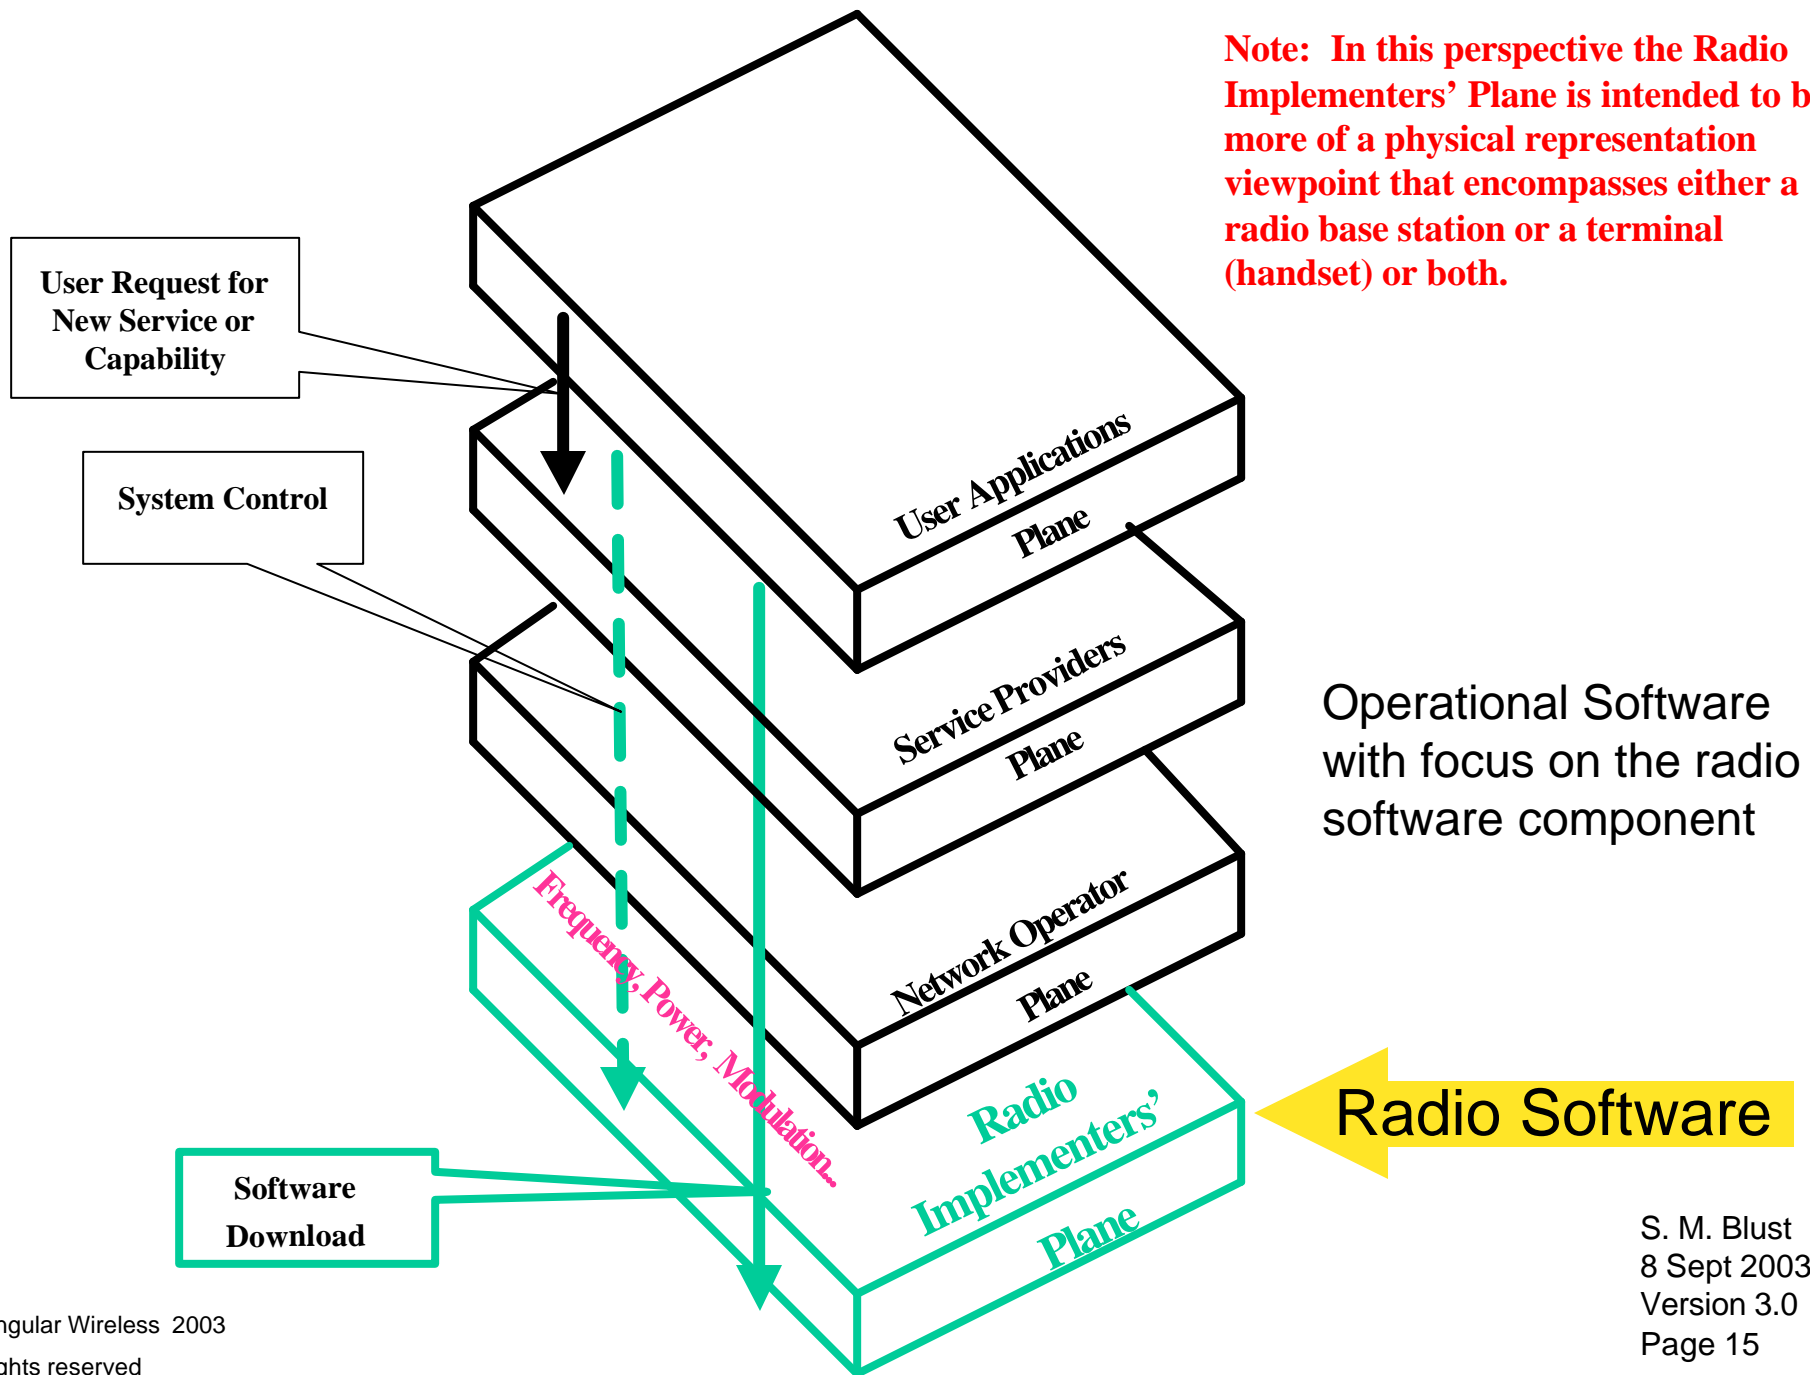 Note: In this perspective the Radio
Implementers’ Plane is intended to b
more of a physical representation
viewpoint that encompasses either a
radio base station or a terminal
(handset) or both.
User Request for
New Service or
Capability
System Control
User Applications
Plane
Service Providers
Plane
Operational Software
with focus on the radio
software component
Network Operator
Plane
Frequency, Power, Modulation...
Radio
Implementers’
Plane
Radio Software
Software
Download
S. M. Blust
8 Sept 2003
Version 3.0
Page 15
ngular Wireless 2003
ghts reserved